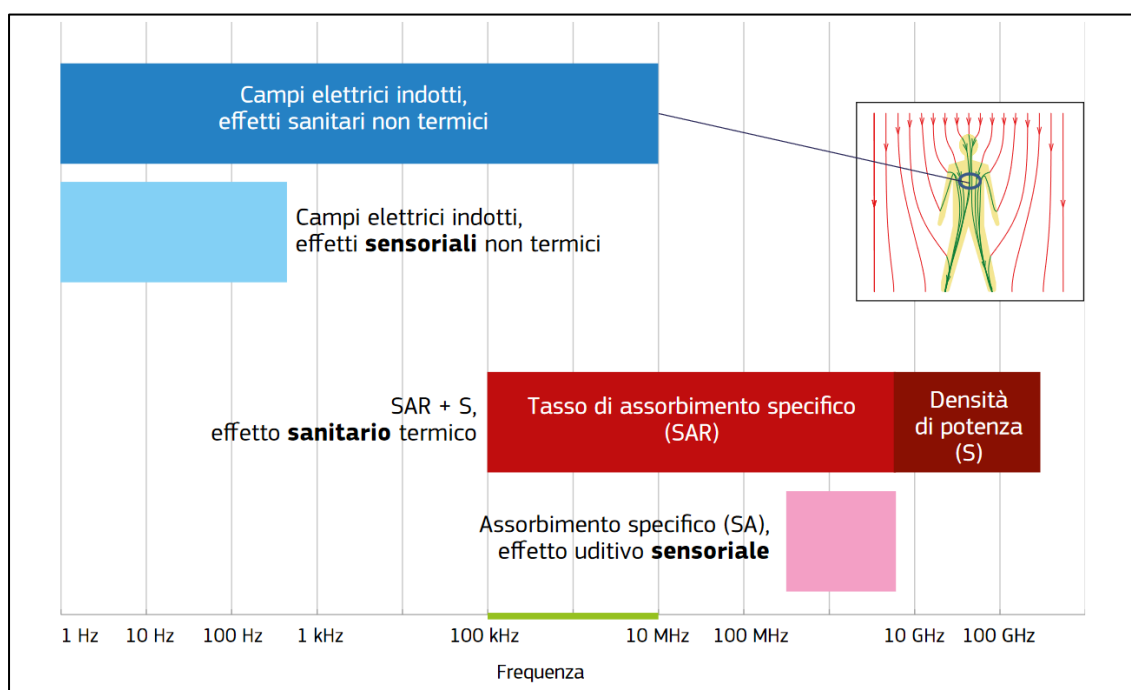 Campi elettrici indotti,
effetti sanitari non termici
Campi elettrici indotti,
effetti sensoriali non termici
SAR + S,
effetto sanitario termico
Tasso di assorbimento specifico
(SAR)
Densità
di potenza
(S)
Assorbimento specifico (SA),
effetto uditivo sensoriale
1 Hz 10 Hz 100 Hz 1 kHz 100 kHz 10 MHz 100 MHz 10 GHz 100 GHz
Frequenza